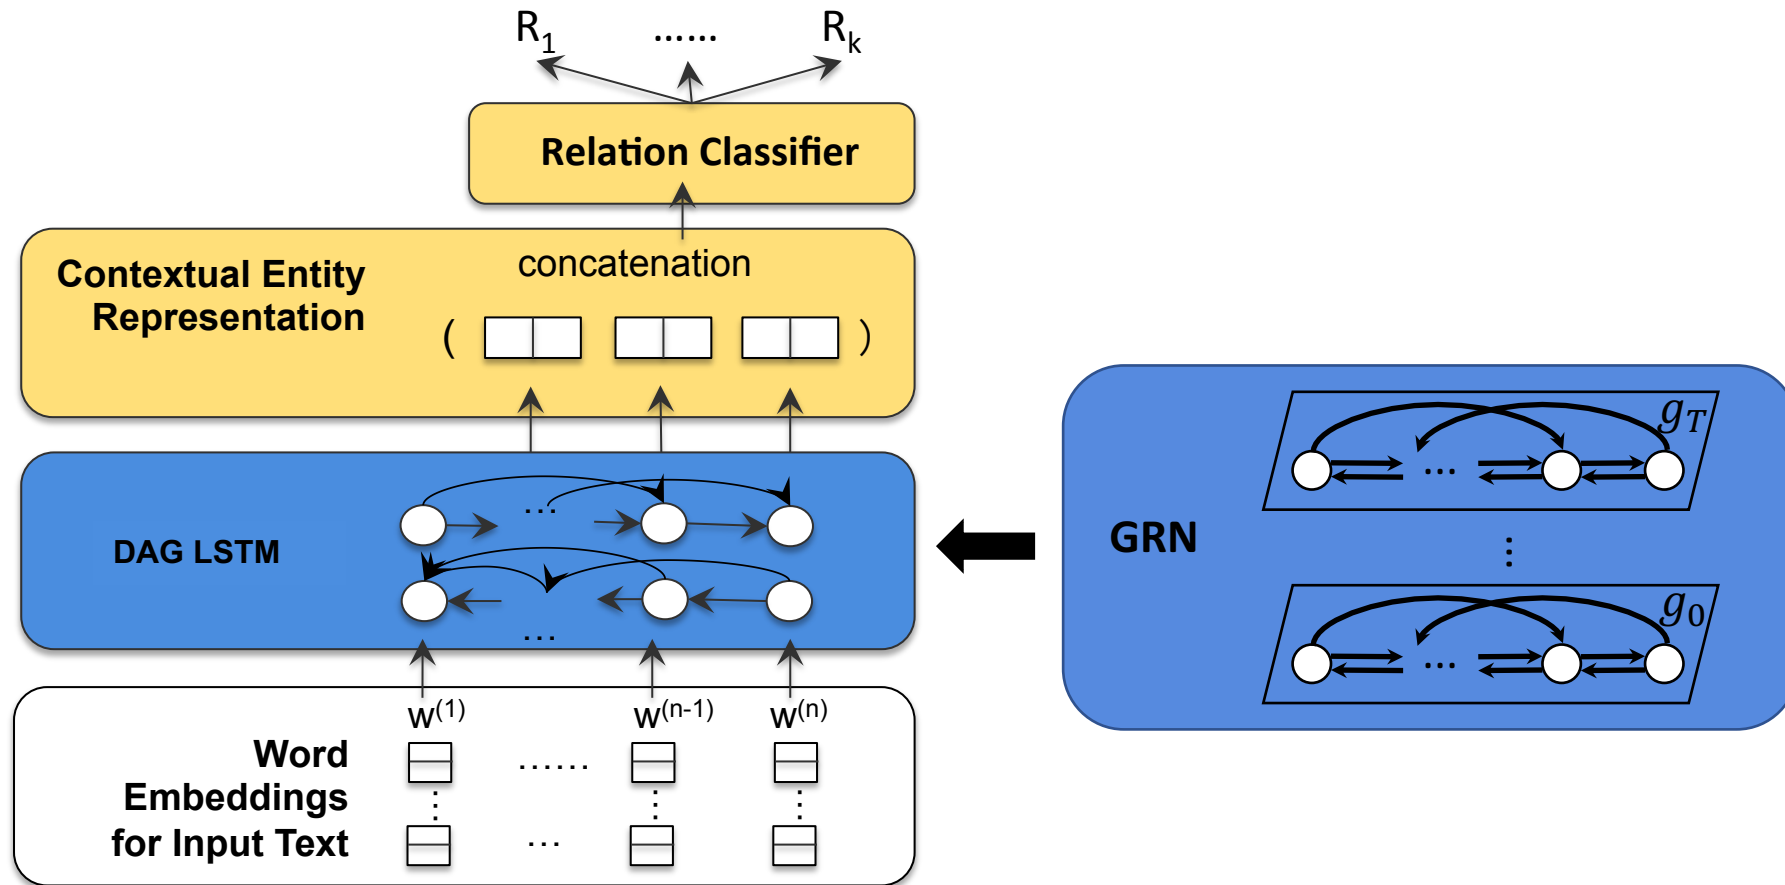 R1 ...... Rk
Relation Classifier
concatenation
Contextual Entity
Representation
( )
gT
...
...
DAG LSTM
GRN
...
...
g0
...
w(1) w(n-1) w(n)
Word
......
Embeddings
for Input Text
...